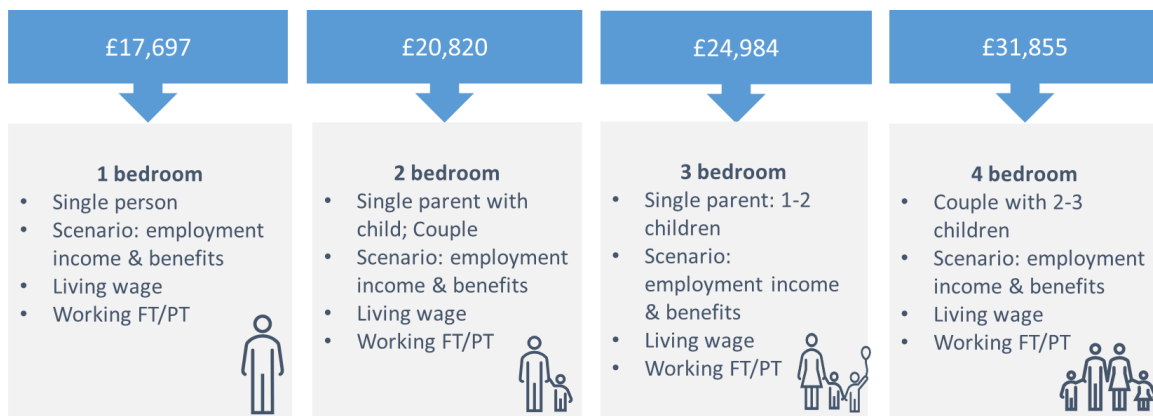 £17,697
£20,820
£24,984
£31,855
1 bedroom
• Single person
• Scenario: employment
income & benefits
• Living wage
• Working FT/PT
2 bedroom
• Single parent with
child; Couple
• Scenario: employment
income & benefits
• Living wage
• Working FT/PT
3 bedroom
• Single parent: 1-2
children
• Scenario:
employment income
& benefits
• Living wage
• Working FT/PT
4 bedroom
• Couple with 2-3
children
• Scenario: employment
income & benefits
• Living wage
• Working FT/PT